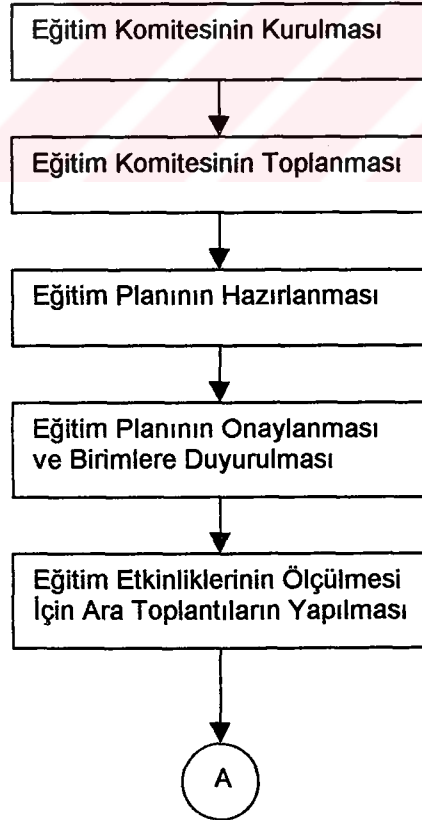 Eğitim Komitesinin Kurulması
Eğitim Komitesinin Toplanması
Eğitim Planının Hazırlanması
Eğitim Planının Onaylanması
ve Birimlere Duyurulması
Eğitim Etkinliklerinin Ölçülmesi
İçin Ara Toplantıların Yapılması
A